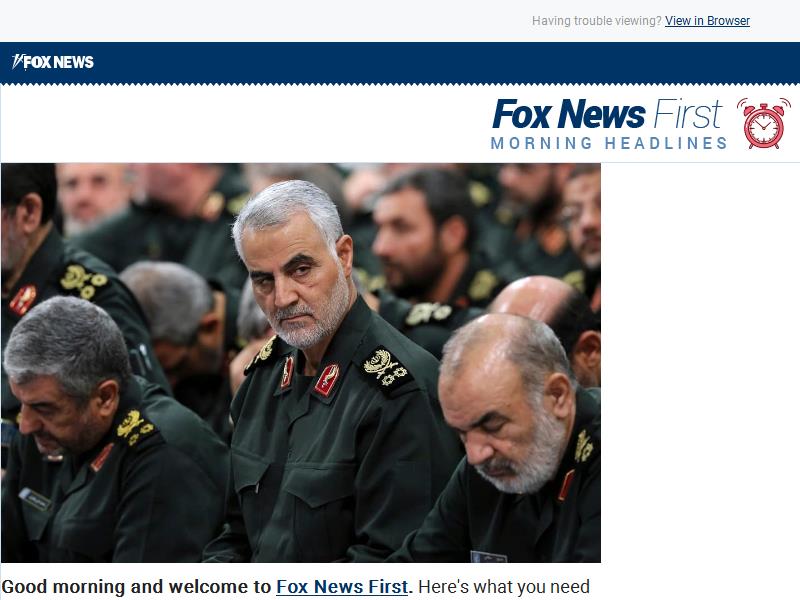 Having trouble viewing? View in Browser
FOX NEWS
Fox News First
MORNING HEADLINES
Good morning and welcome to Fox News First. Here's what you need